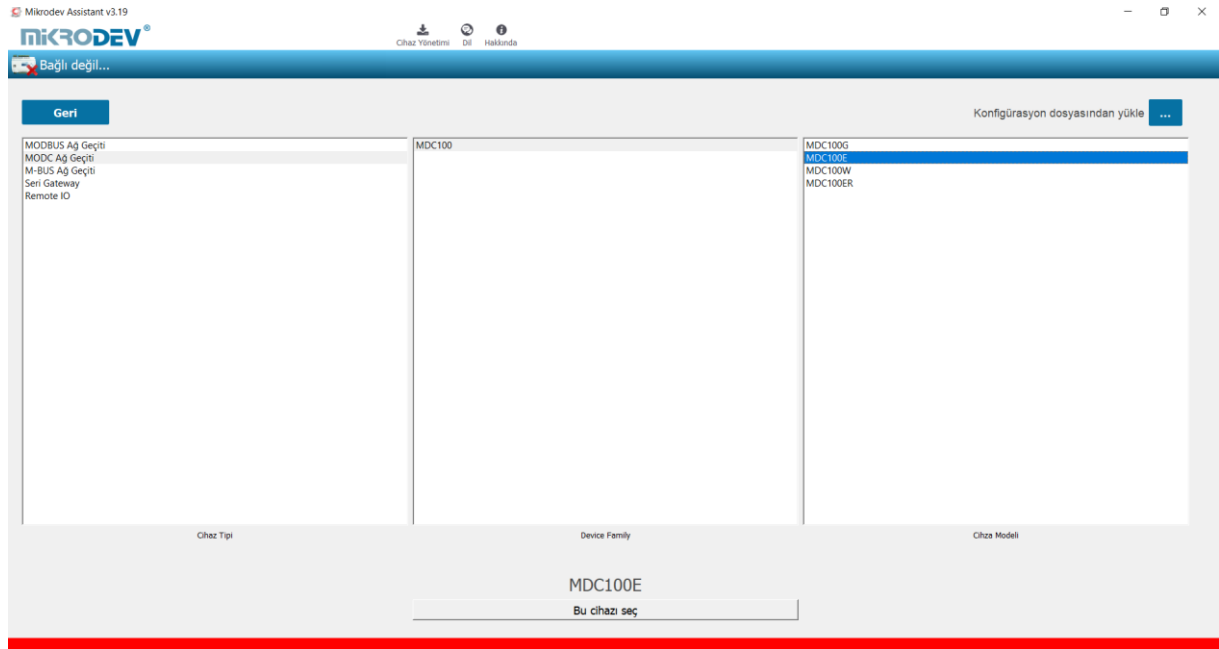 Mikrodev Assistant v3.19
MiKRODEV®
Cihaz Yönetimi Dil Hakkında
Bağlı değil...
Geri
Konfigürasyon dosyasından yükle ...
MODBUS Ağ Geçiti
MODC Ağ Geçiti
M-BUS Ağ Geçiti
Seri Gateway
Remote IO
MDC100
MDC100G
MDC100E
MDC100W
MDC100ER
Cihaz Tipi
Device Family
Cihza Modeli
MDC100E
Bu cihazı seç